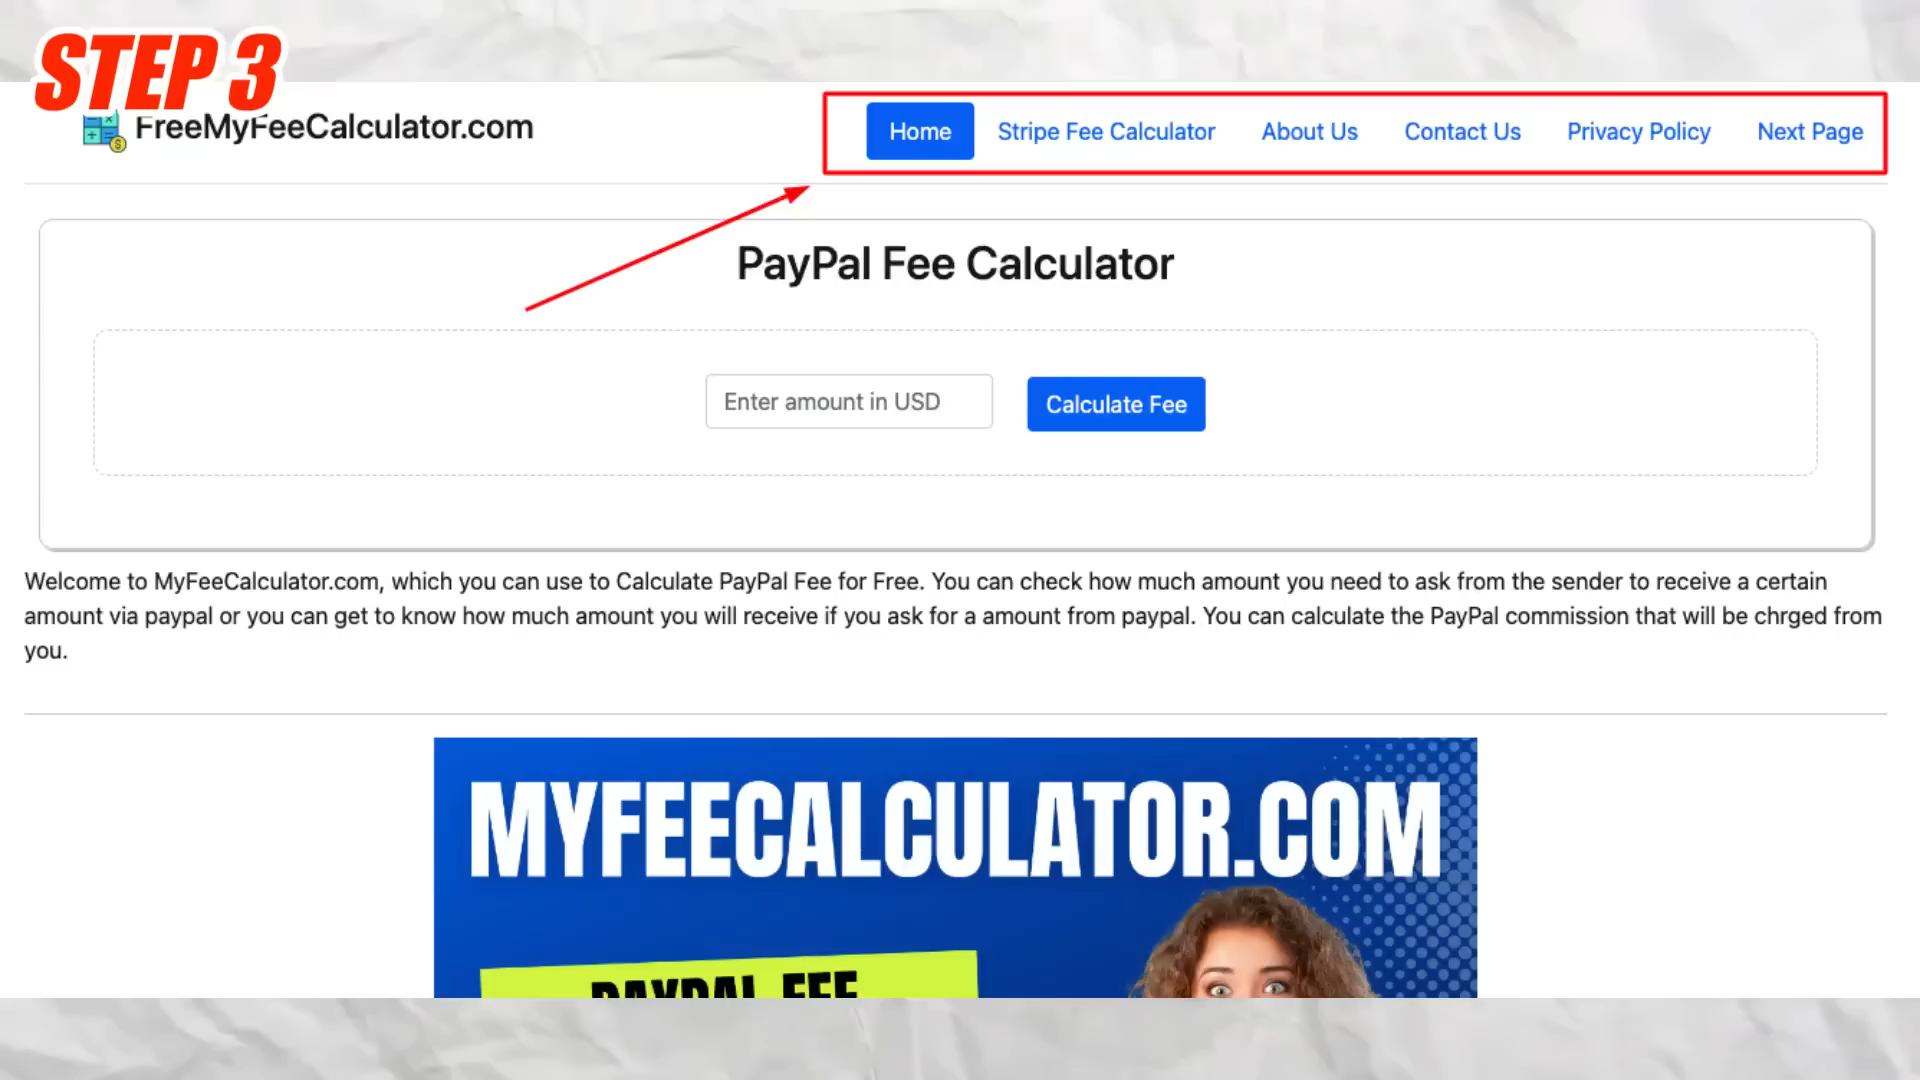 STEP 3
FreeMyFeeCalculator.com
Home Stripe Fee Calculator About Us Contact Us Privacy Policy Next Page
PayPal Fee Calculator
Enter amount in USD Calculate Fee
Welcome to MyFeeCalculator.com, which you can use to Calculate PayPal Fee for Free. You can check how much amount you need to ask from the sender to receive a certain
amount via paypal or you can get to know how much amount you will receive if you ask for a amount from paypal. You can calculate the PayPal commission that will be chrged from
you.
MYFEECALCULATOR.COM
PAYPAL FEE